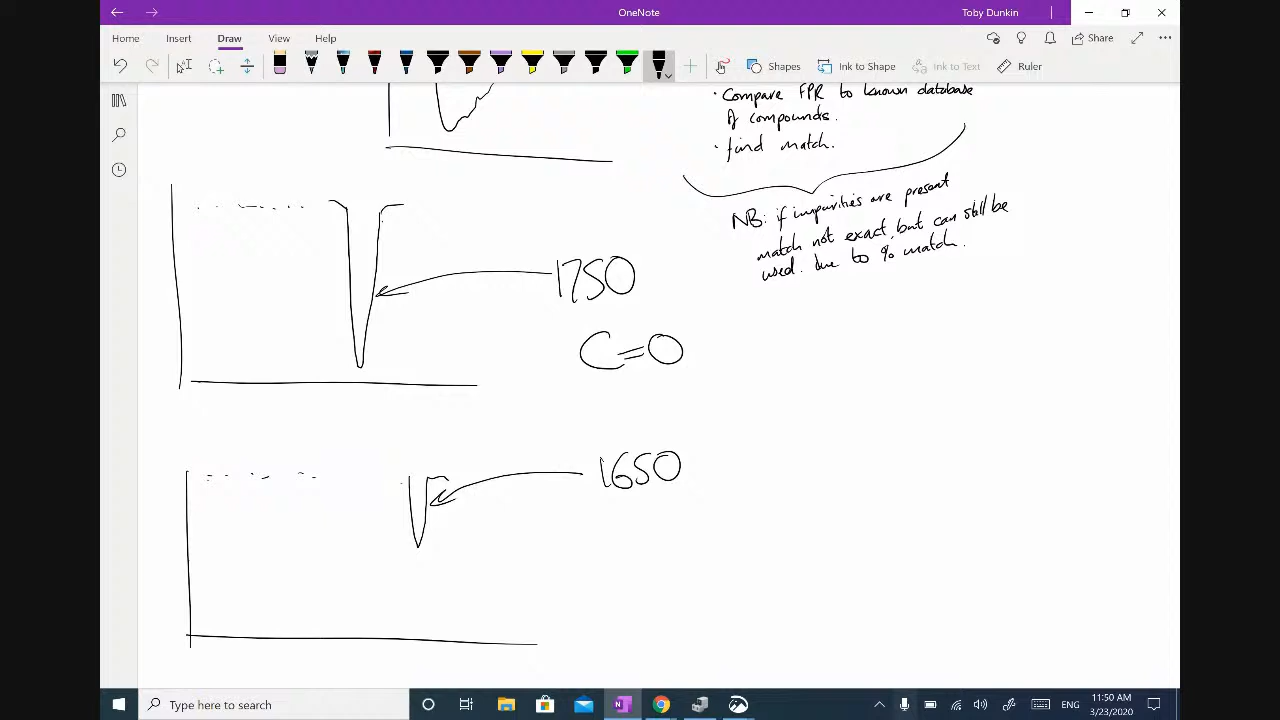 OneNote
Toby Dunkin
Home Insert Draw View Help
Share
Shapes
Ink to Shape
Ink to Text
Ruler
· Compare FPR to known database
of compounds.
· find match.
NB: if impurities are present
match not exact, but can still be
used. due to % match.
1750
C=O
1650
Type here to search
ENG
11:50 AM
3/23/2020